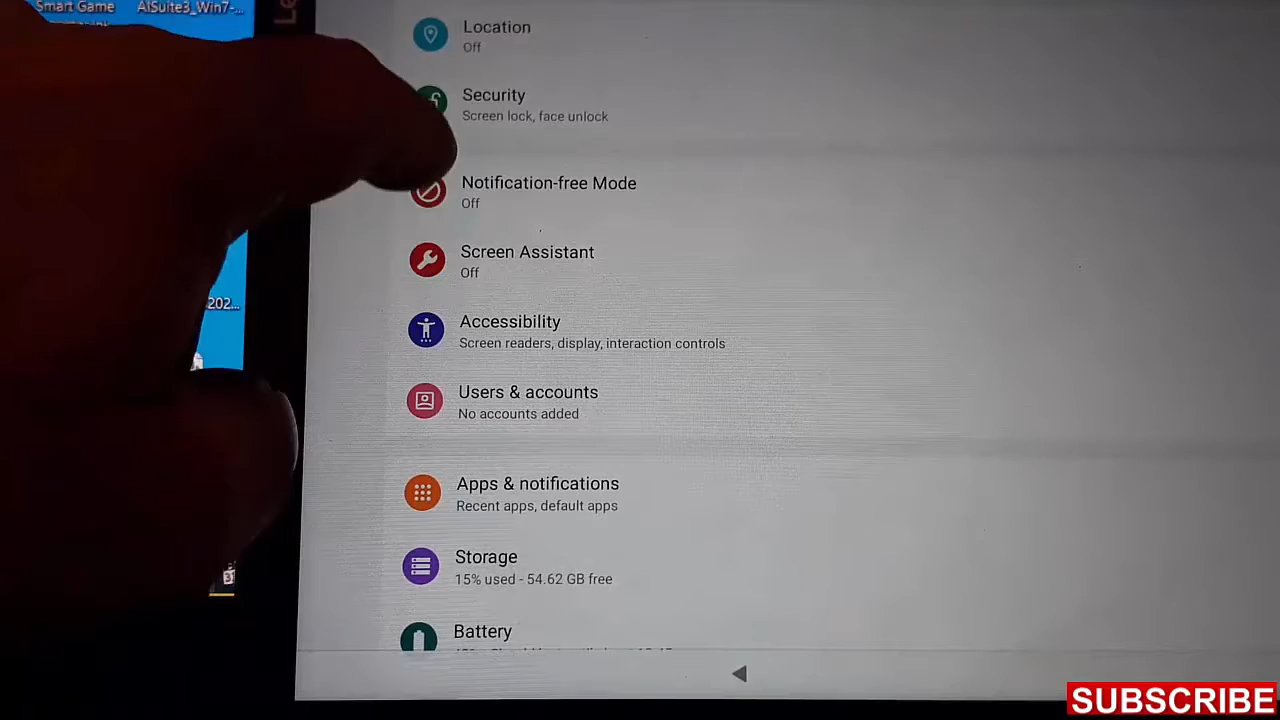 Smart Game
AISuite3_Win7-...
Le
Location
Off
Security
Screen lock, face unlock
Notification-free Mode
Off
Screen Assistant
Off
202...
Accessibility
Screen readers, display, interaction controls
Users & accounts
No accounts added
Apps & notifications
Recent apps, default apps
Storage
15% used - 54.62 GB free
Battery
SUBSCRIBE